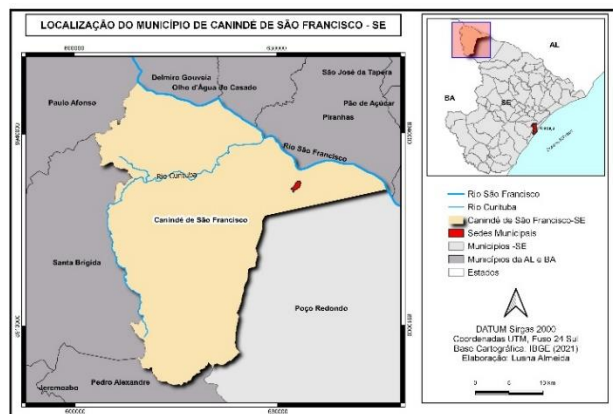 LOCALIZAÇÃO DO MUNICÍPIO DE CANINDÉ DE SÃO FRANCISCO - SE
Delmiro Gouveia
Olho d'Água do Casado
São José da Tapera
Paulo Afonso
Pão de Açúcar
Piranhas
Rio São Francisco
Rio Curituba
Canindé de São Francisco
Santa Brígida
Poço Redondo
Pedro Alexandre
Jeremoabo
AL
BA
SE
Rio São Francisco
Rio Curituba
Canindé de São Francisco-SE
Sedes Municipais
Municípios -SE
Municípios da AL e BA
Estados
DATUM Sirgas 2000
Coordenadas UTM, Fuso 24 Sul
Base Cartográfica: IBGE (2021)
Elaboração: Luana Almeida
0 5 10 km